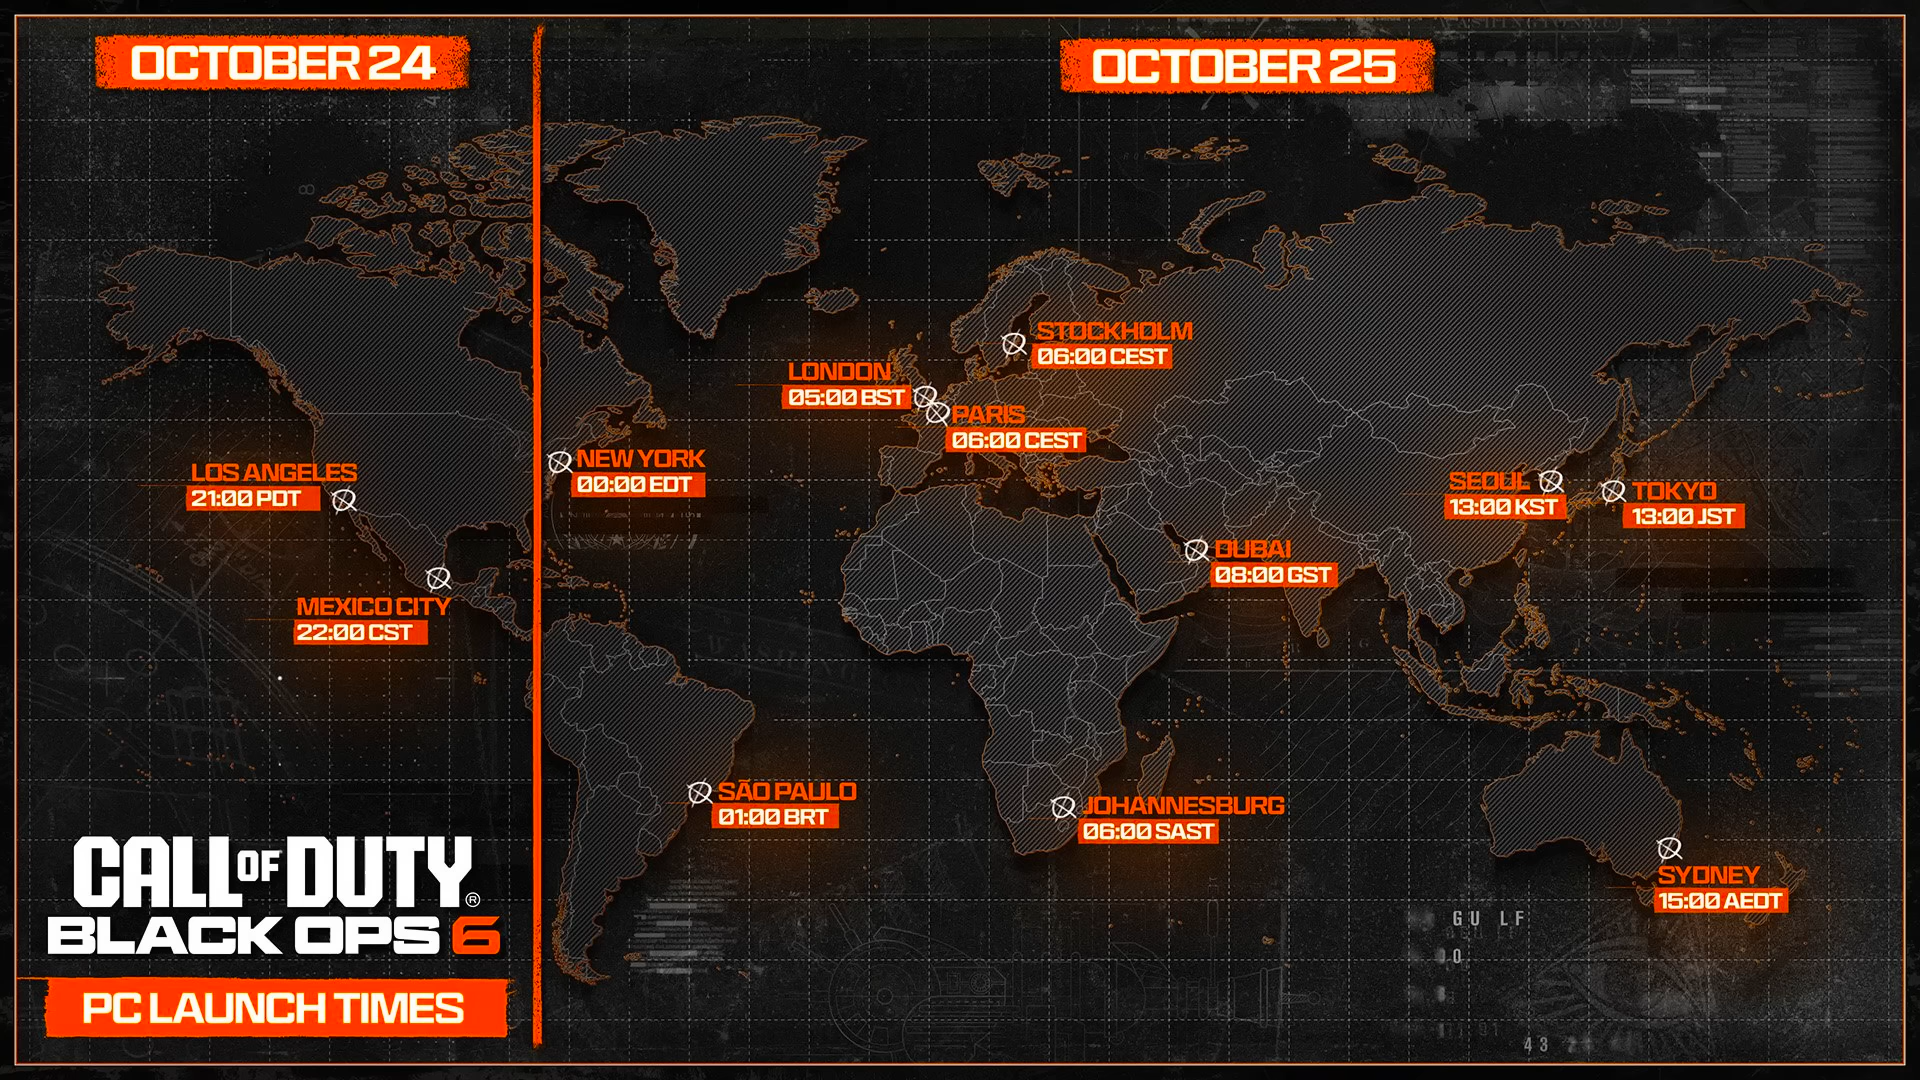 OCTOBER 24
OCTOBER 25
STOCKHOLM
06:00 CEST
LONDON
05:00 BST
PARIS
06:00 CEST
NEW YORK
00:00 EDT
LOS ANGELES
21:00 PDT
SEOUL
13:00 KST
TOKYO
13:00 JST
DUBAI
08:00 GST
MEXICO CITY
22:00 CST
SÃO PAULO
01:00 BRT
JOHANNESBURG
06:00 SAST
SYDNEY
15:00 AEDT
CALL OF DUTY®
BLACK OPS 6
PC LAUNCH TIMES
GU LF
43